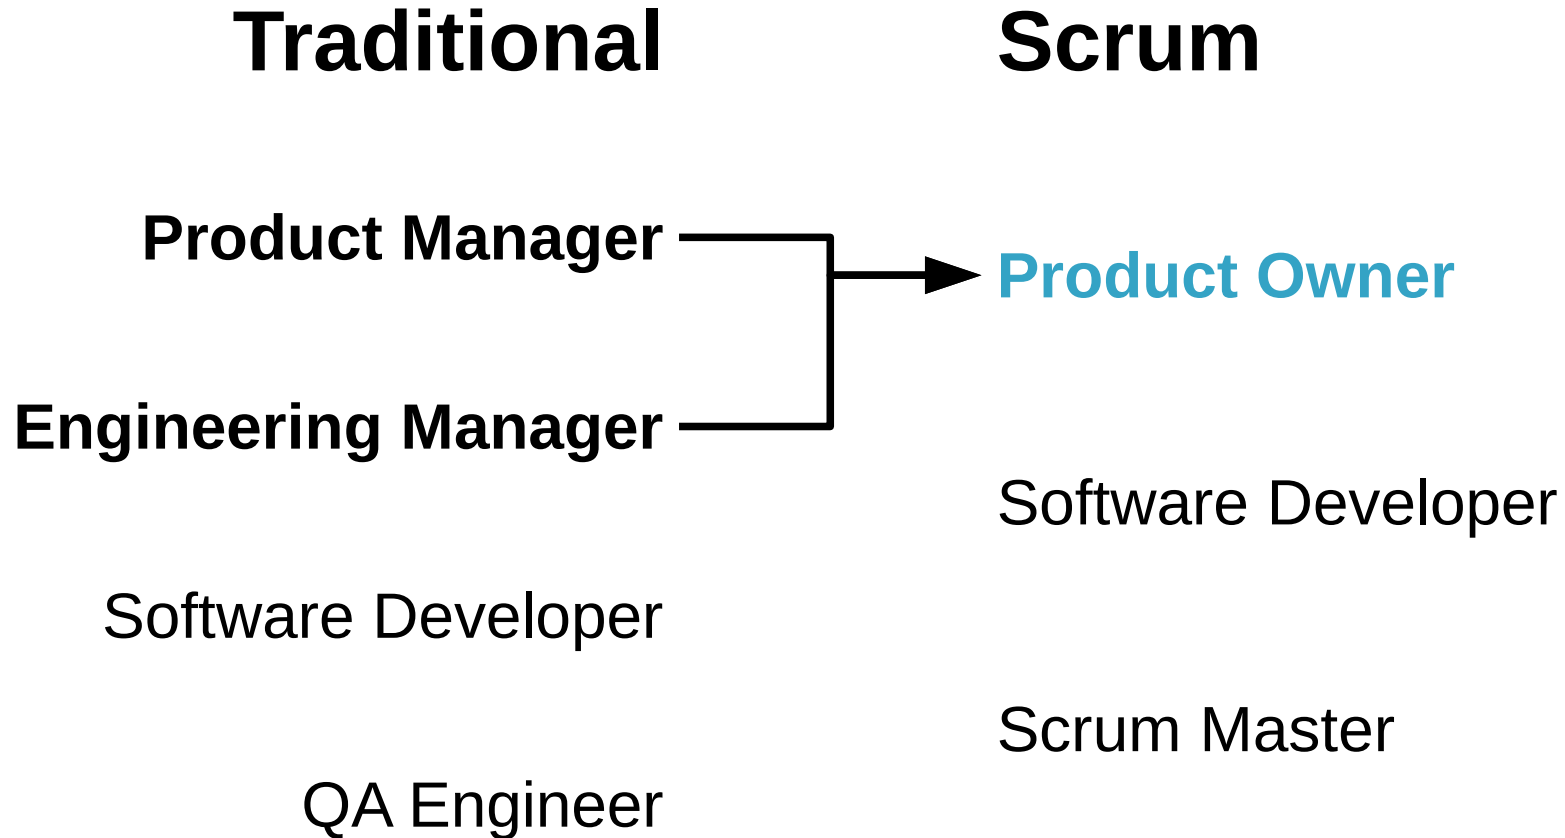 Traditional
Scrum
Product Manager
Product Owner
Engineering Manager
Software Developer
Software Developer
Scrum Master
QA Engineer